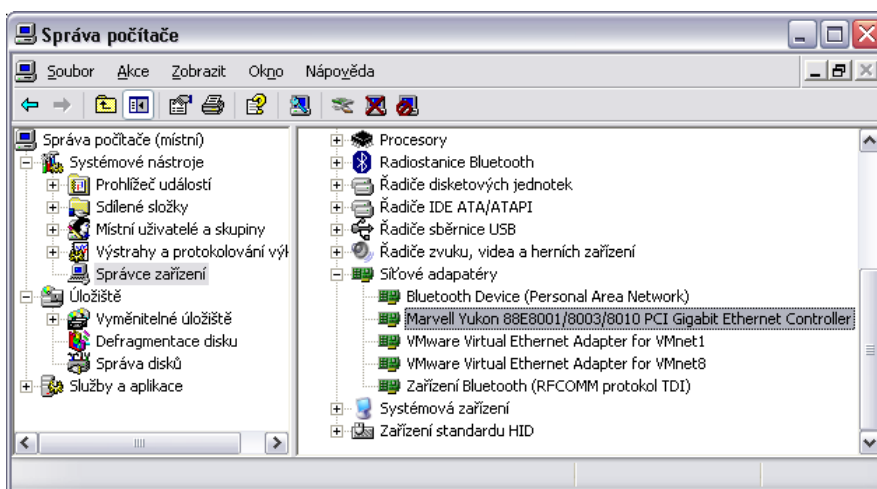 Správa počítače
Soubor Akce Zobrazit Okno Nápověda
Správa počítače (místní)
Systémové nástroje
Prohlížeč událostí
Sdílené složky
Místní uživatelé a skupiny
Výstrahy a protokolování výk
Správce zařízení
Úložiště
Vyměnitelné úložiště
Defragmentace disku
Správa disků
Služby a aplikace
Procesory
Radiostanice Bluetooth
Řadiče disketových jednotek
Řadiče IDE ATA/ATAPI
Řadiče sběrnice USB
Řadiče zvuku, videa a herních zařízení
Síťové adapatéry
Bluetooth Device (Personal Area Network)
Marvell Yukon 88E8001/8003/8010 PCI Gigabit Ethernet Controller
VMware Virtual Ethernet Adapter for VMnet1
VMware Virtual Ethernet Adapter for VMnet8
Zařízení Bluetooth (RFCOMM protokol TDI)
Systémová zařízení
Zařízení standardu HID